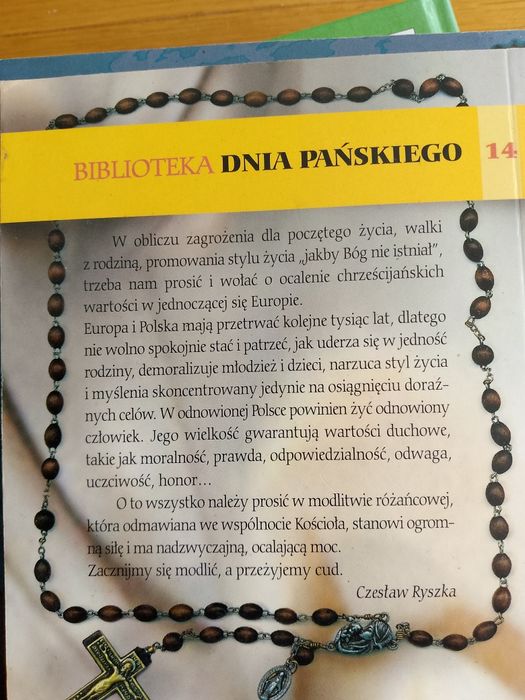 BIBLIOTEKA DNIA PAŃSKIEGO 14
W obliczu zagrożenia dla poczętego życia, walki
z rodziną, promowania stylu życia „jakby Bóg nie istniał”,
trzeba nam prosić i wołać o ocalenie chrześcijańskich
wartości w jednoczącej się Europie.
Europa i Polska mają przetrwać kolejne tysiąc lat, dlatego
nie wolno spokojnie stać i patrzeć, jak uderza się w jedność
rodziny, demoralizuje młodzież i dzieci, narzuca styl życia
i myślenia skoncentrowany jedynie na osiągnięciu doraź-
nych celów. W odnowionej Polsce powinien żyć odnowiony
człowiek. Jego wielkość gwarantują wartości duchowe,
takie jak moralność, prawda, odpowiedzialność, odwaga,
uczciwość, honor...
O to wszystko należy prosić w modlitwie różańcowej,
która odmawiana we wspólnocie Kościoła, stanowi ogrom-
ną siłę i ma nadzwyczajną, ocalającą moc.
Zacznijmy się modlić, a przeżyjemy cud.
Czesław Ryszka